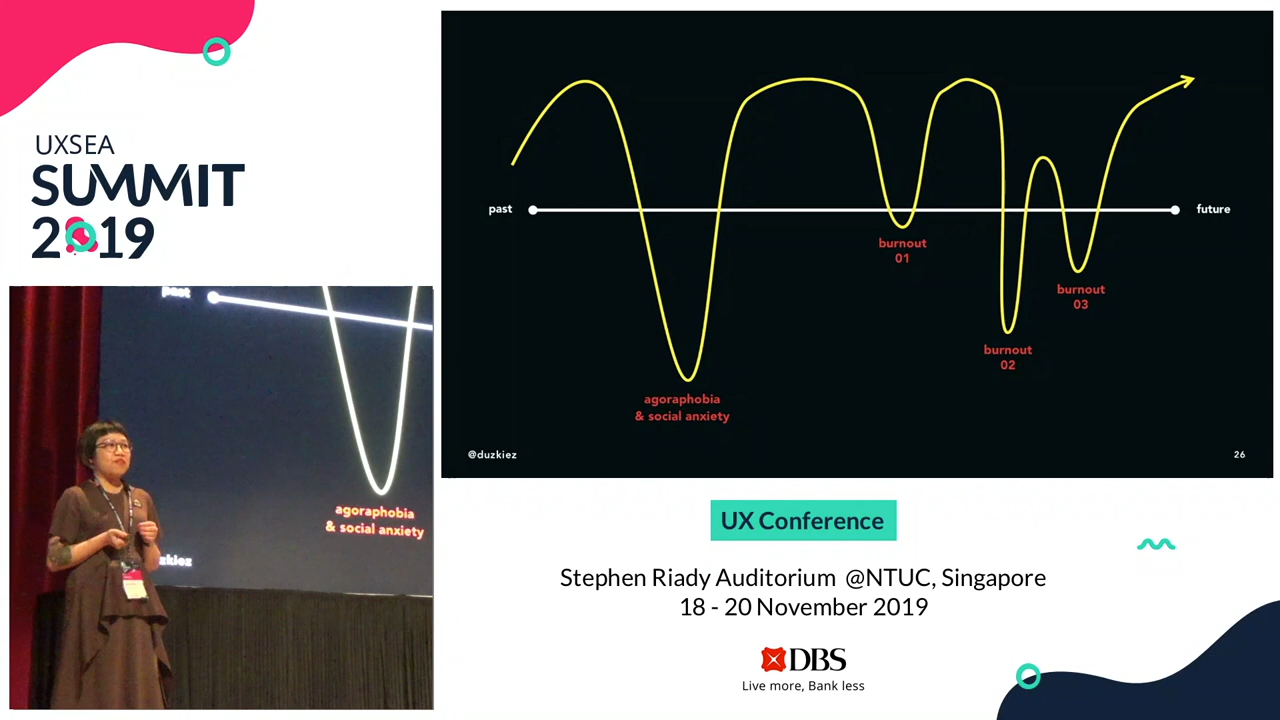 UXSEA
SUMMIT
2019
past
future
burnout
01
burnout
03
burnout
02
agoraphobia
& social anxiety
@duzkiez
26
past
agoraphobia
& social anxiety
zkiez
UX Conference
Stephen Riady Auditorium @NTUC, Singapore
18 - 20 November 2019
DBS
Live more, Bank less